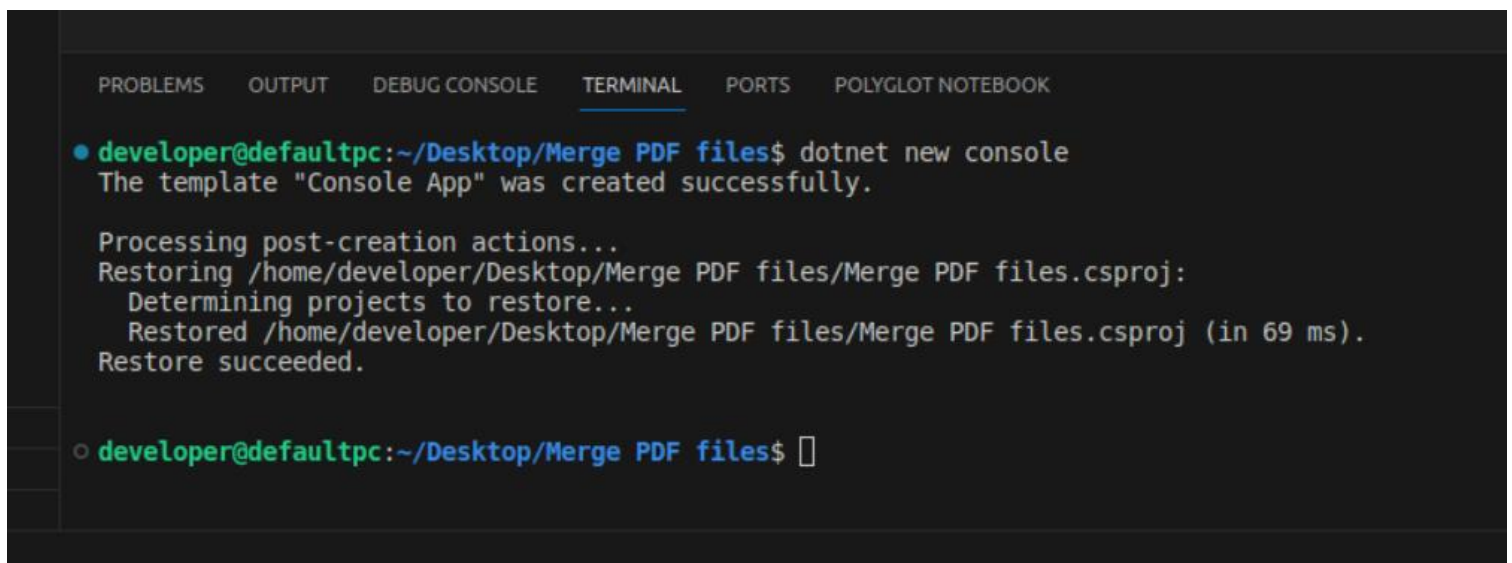 PROBLEMS OUTPUT DEBUG CONSOLE TERMINAL PORTS POLYGLOT NOTEBOOK
developer@defaultpc:~/Desktop/Merge PDF files$ dotnet new console
The template "Console App" was created successfully.
Processing post-creation actions...
Restoring /home/developer/Desktop/Merge PDF files/Merge PDF files.csproj:
Determining projects to restore...
Restored /home/developer/Desktop/Merge PDF files/Merge PDF files.csproj (in 69 ms).
Restore succeeded.
developer@defaultpc:~/Desktop/Merge PDF files$